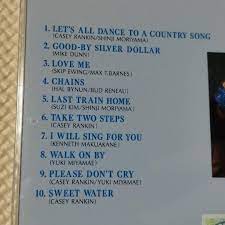 1. LET'S ALL DANCE TO A COUNTRY SONG
(CASEY RANKIN/SHINJI MORIYAMA)
2. GOOD-BY SILVER DOLLAR
(MIKE DUNN)
3. LOVE ME
(SKIP EWING/MAX T.BARNES)
4. CHAINS
(HAL BYNUN/BUD RENEAU)
5. LAST TRAIN HOME
(SUZI KIM/SHINJI MORIYAMA)
6. TAKE TWO STEPS
(CASEY RANKIN)
7. I WILL SING FOR YOU
(KENNETH MAKUAKANE)
8. WALK ON BY
(YUKI MIYAMAE)
9. PLEASE DON'T CRY
(CASEY RANKIN/YUKI MIYAMAE)
10. SWEET WATER
(CASEY RANKIN)